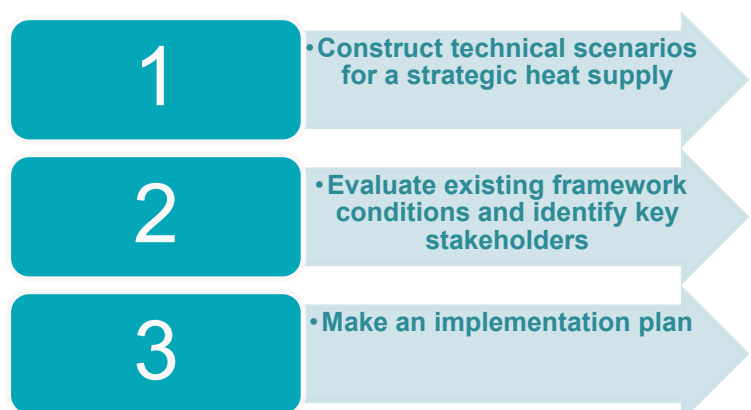 1
•Construct technical scenarios
for a strategic heat supply
2
•Evaluate existing framework
conditions and identify key
stakeholders
3
•Make an implementation plan